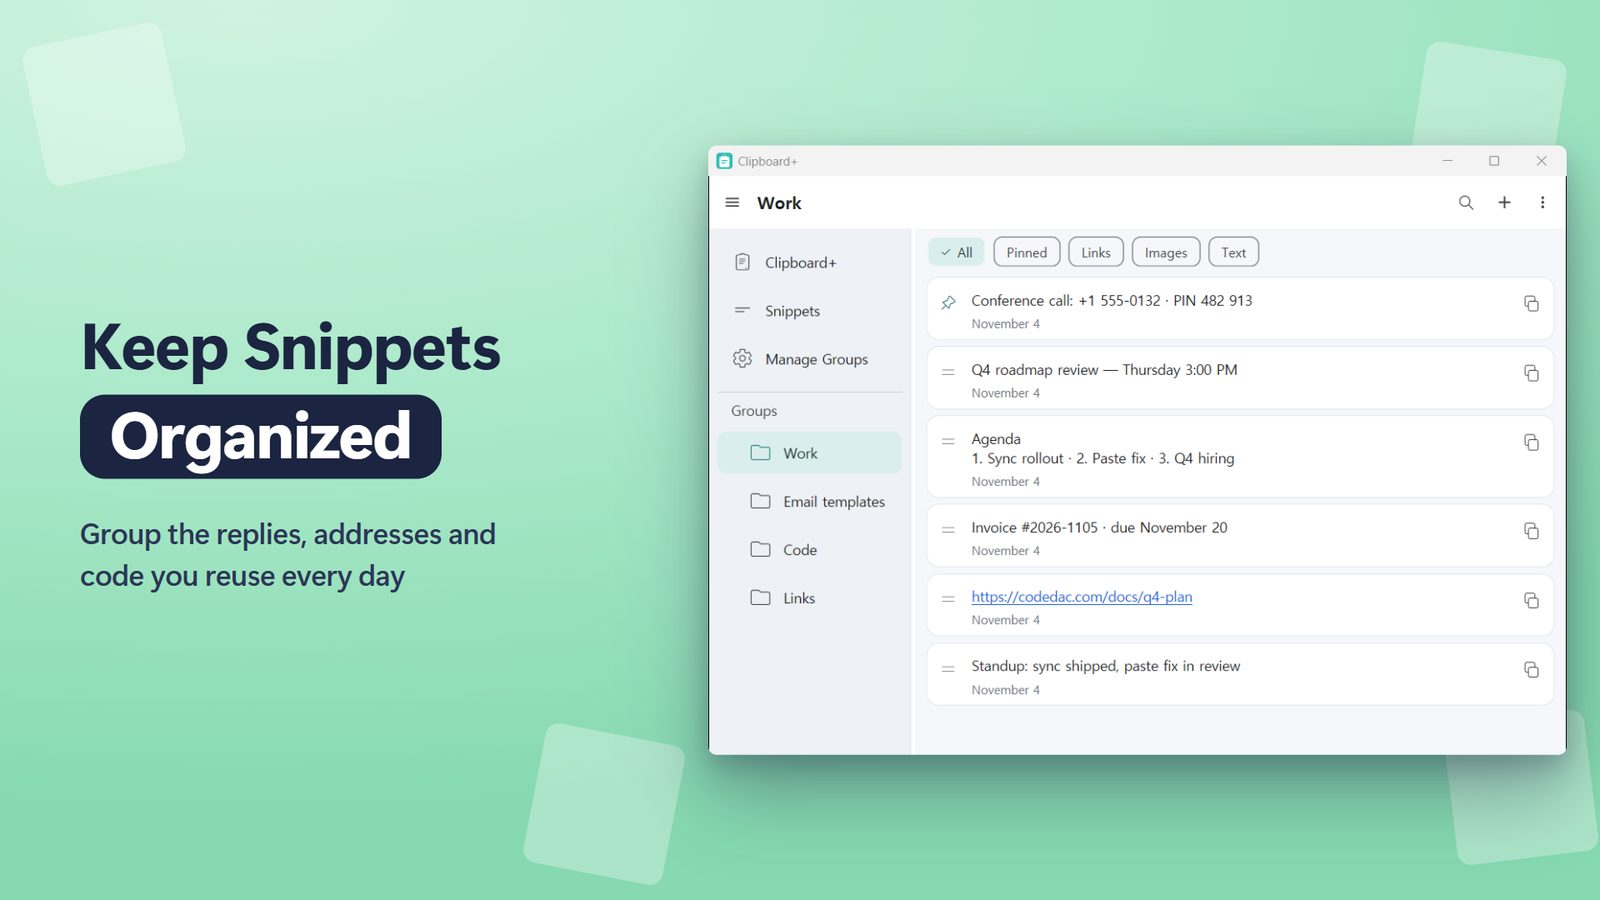 Keep Snippets
Organized
Group the replies, addresses and
code you reuse every day
Clipboard+
Work
Clipboard+
Snippets
Manage Groups
Groups
Work
Email templates
Code
Links
All
Pinned
Links
Images
Text
Conference call: +1 555-0132 · PIN 482 913
November 4
Q4 roadmap review — Thursday 3:00 PM
November 4
Agenda
1. Sync rollout · 2. Paste fix · 3. Q4 hiring
November 4
Invoice #2026-1105 · due November 20
November 4
https://codedac.com/docs/q4-plan
November 4
Standup: sync shipped, paste fix in review
November 4